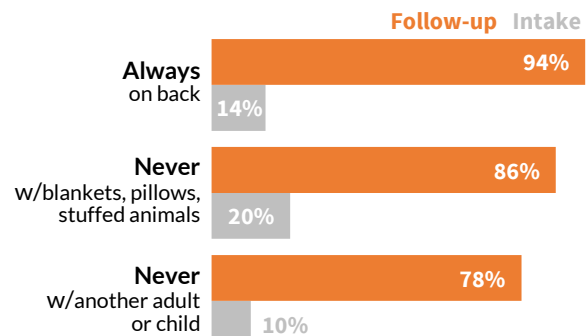 Follow-up Intake
Always
on back
94%
14%
Never
w/blankets, pillows,
stuffed animals
86%
20%
Never
w/another adult
or child
78%
10%